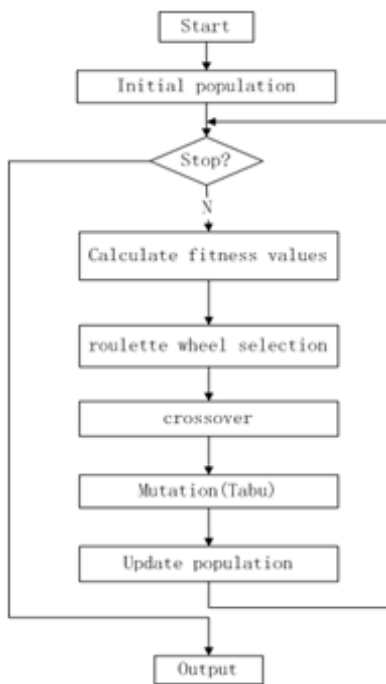 Start
Initial population
Stop?
N
Calculate fitness values
roulette wheel selection
crossover
Mutation(Tabu)
Update population
Output